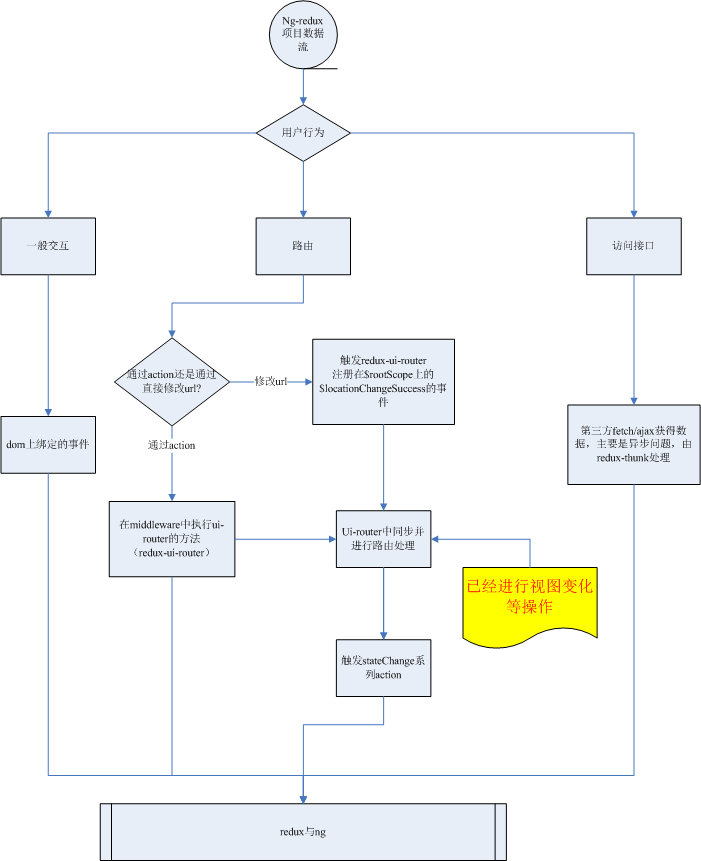 Ng-redux
项目数据
流
用户行为
一般交互
路由
访问接口
通过action还是通过
直接修改url?
修改url
触发redux-ui-router
注册在$rootScope上的
$locationChangeSuccess的事
件
dom上绑定的事件
通过action
第三方fetch/ajax获得数
据，主要是异步问题，由
redux-thunk处理
在middleware中执行ui-
router的方法
（redux-ui-router）
Ui-router中同步并
进行路由处理
已经进行视图变化
等操作
触发stateChange系
列action
redux与ng